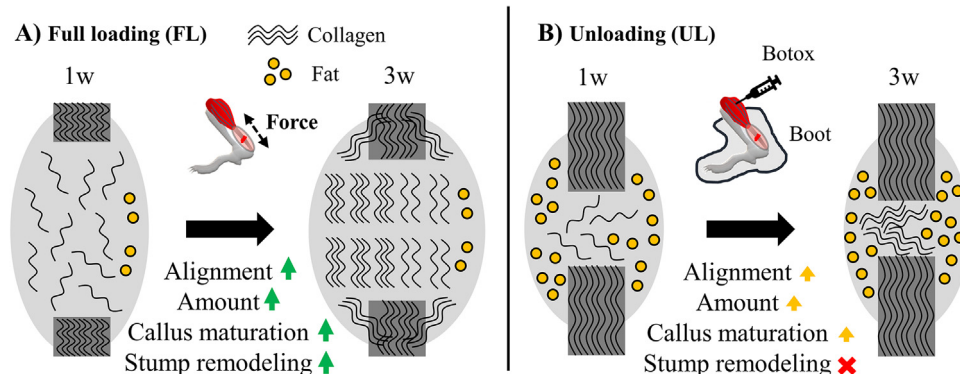 A) Full loading (FL)
Collagen
Fat
1w
3w
Force
Alignment
Amount
Callus maturation
Stump remodeling
B) Unloading (UL)
Botox
1w
3w
Boot
Alignment
Amount
Callus maturation
Stump remodeling